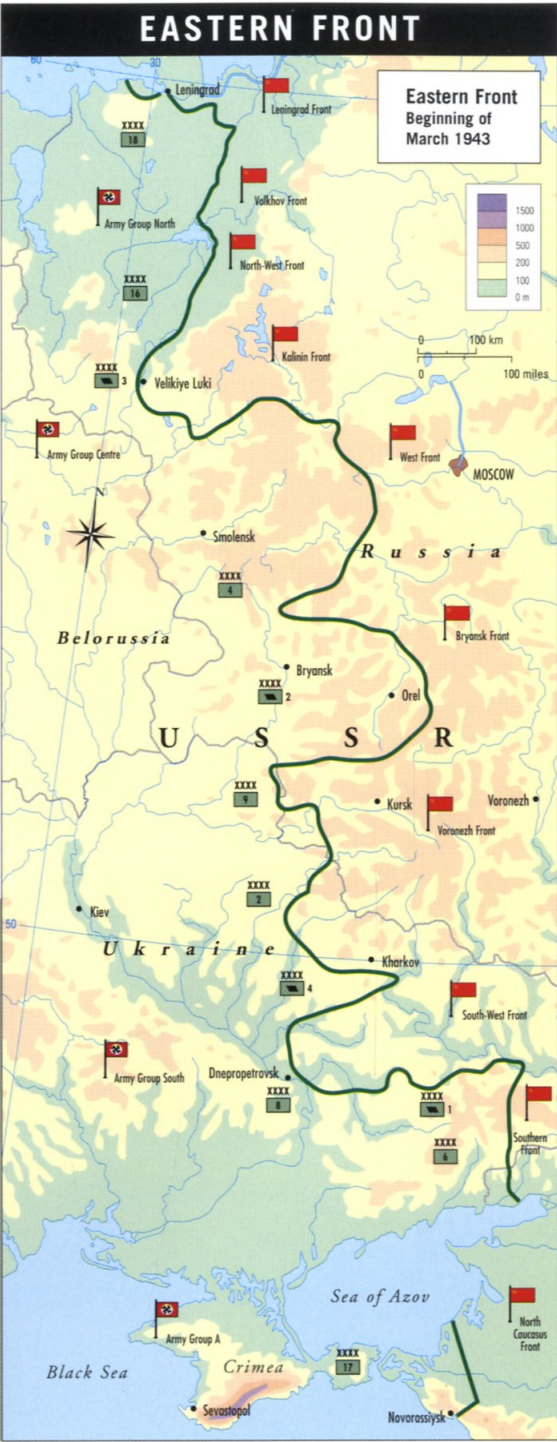 EASTERN FRONT
Eastern Front
Beginning of
March 1943
60
30
Leningrad
Leningrad Front
XXXX
18
1500
1000
500
200
100
0 m
Army Group North
Volkhov Front
North-West Front
XXXX
16
Kalinin Front
0 100 km
0 100 miles
XXXX
3
Velikiye Luki
Army Group Centre
West Front
MOSCOW
N
Smolensk
Russia
XXXX
4
Bryansk Front
Belorussia
Bryansk
XXXX
2
Orel
U S S R
XXXX
9
Kursk
Voronezh
Voronezh Front
XXXX
2
Kiev
50
Ukraine
Kharkov
XXXX
4
South-West Front
Army Group South
Dnepropetrovsk
XXXX
8
XXXX
1
Southern
Front
XXXX
6
Sea of Azov
North
Caucasus
Front
Army Group A
XXXX
17
Black Sea
Crimea
Sevastopol
Novorossiysk